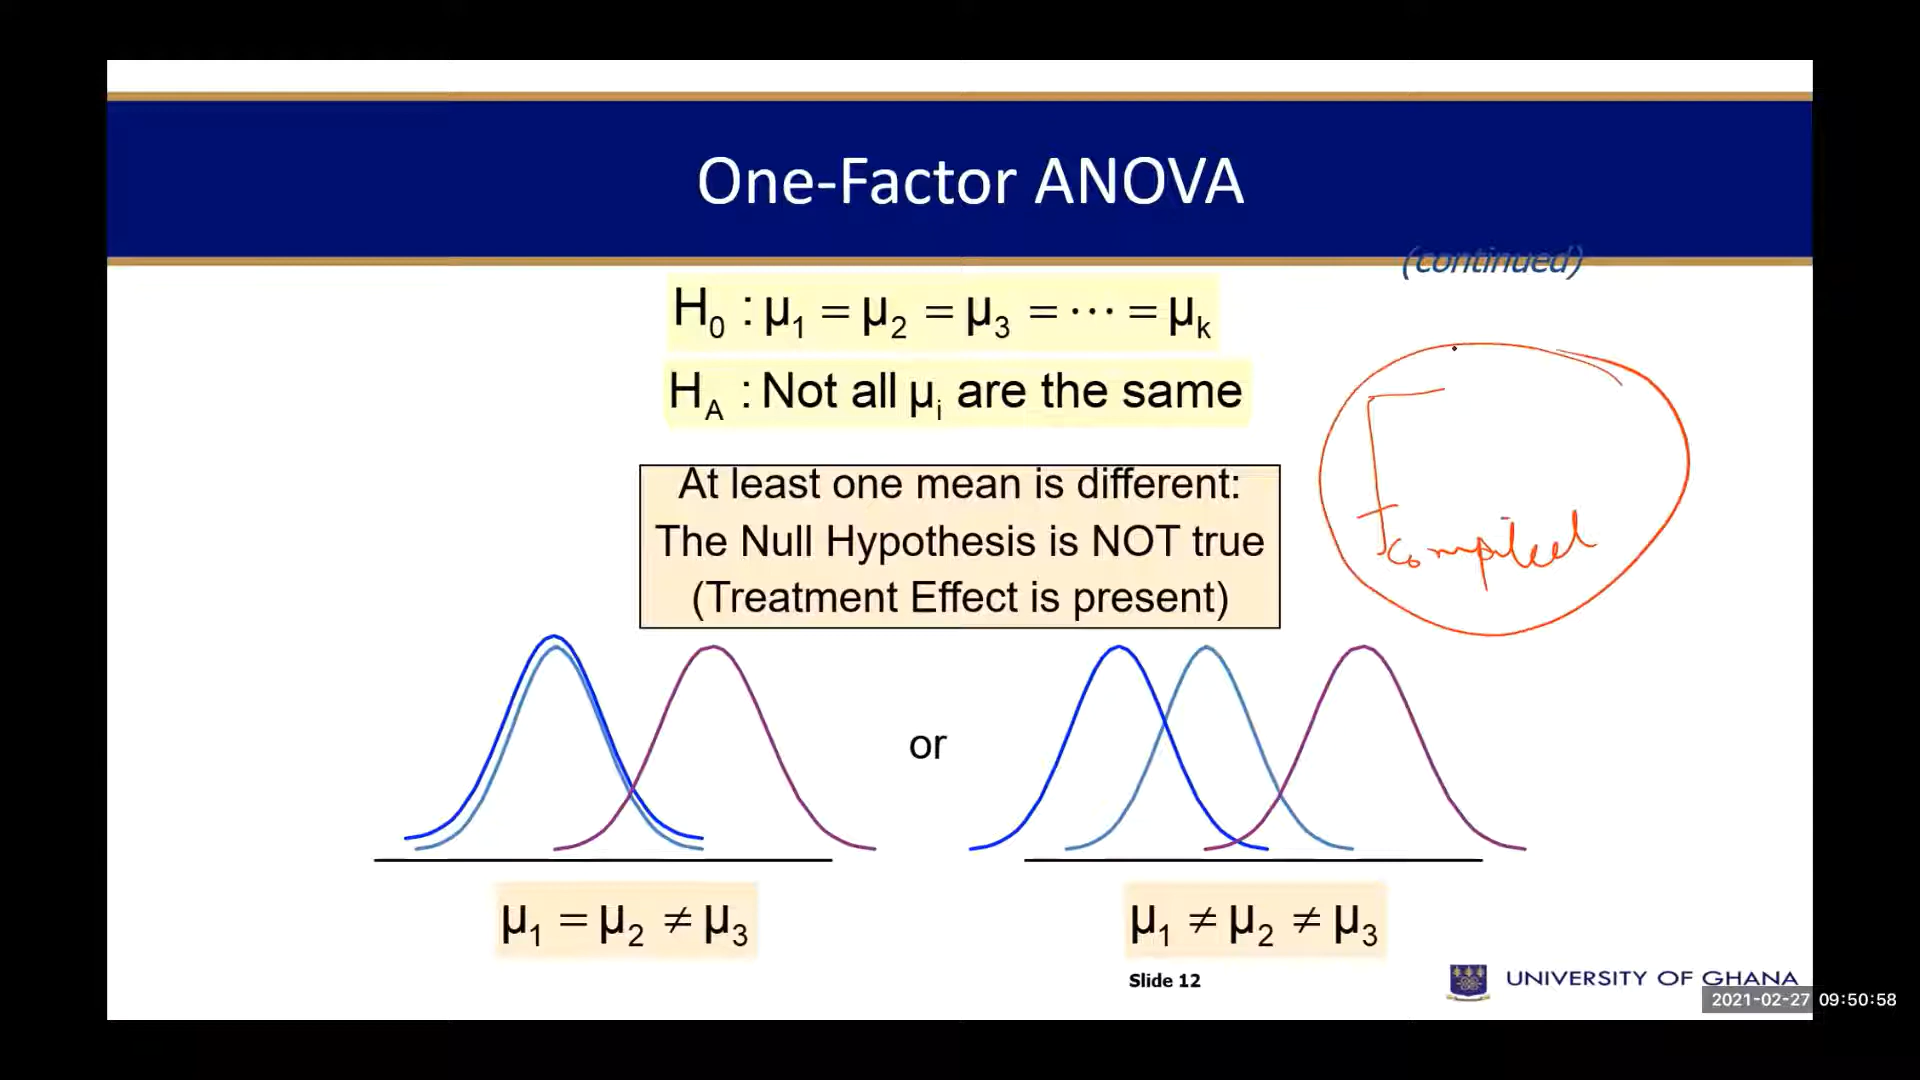 One-Factor ANOVA
(continued)
H₀ : μ₁ = μ₂ = μ₃ = ⋯ = μₖ
H_A : Not all μᵢ are the same
At least one mean is different:
The Null Hypothesis is NOT true
(Treatment Effect is present)
or
μ₁ = μ₂ ≠ μ₃
μ₁ ≠ μ₂ ≠ μ₃
Slide 12
UNIVERSITY OF GHANA
2021-02-27 09:50:58